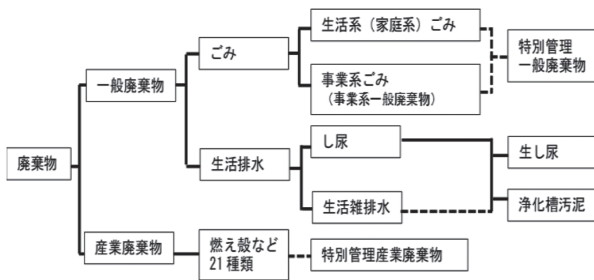 生活系（家庭系）ごみ
ごみ
特別管理
一般廃棄物
一般廃棄物
事業系ごみ
（事業系一般廃棄物）
し尿
生し尿
廃棄物
生活排水
生活雑排水
浄化槽汚泥
産業廃棄物
燃え殻など
21種類
特別管理産業廃棄物